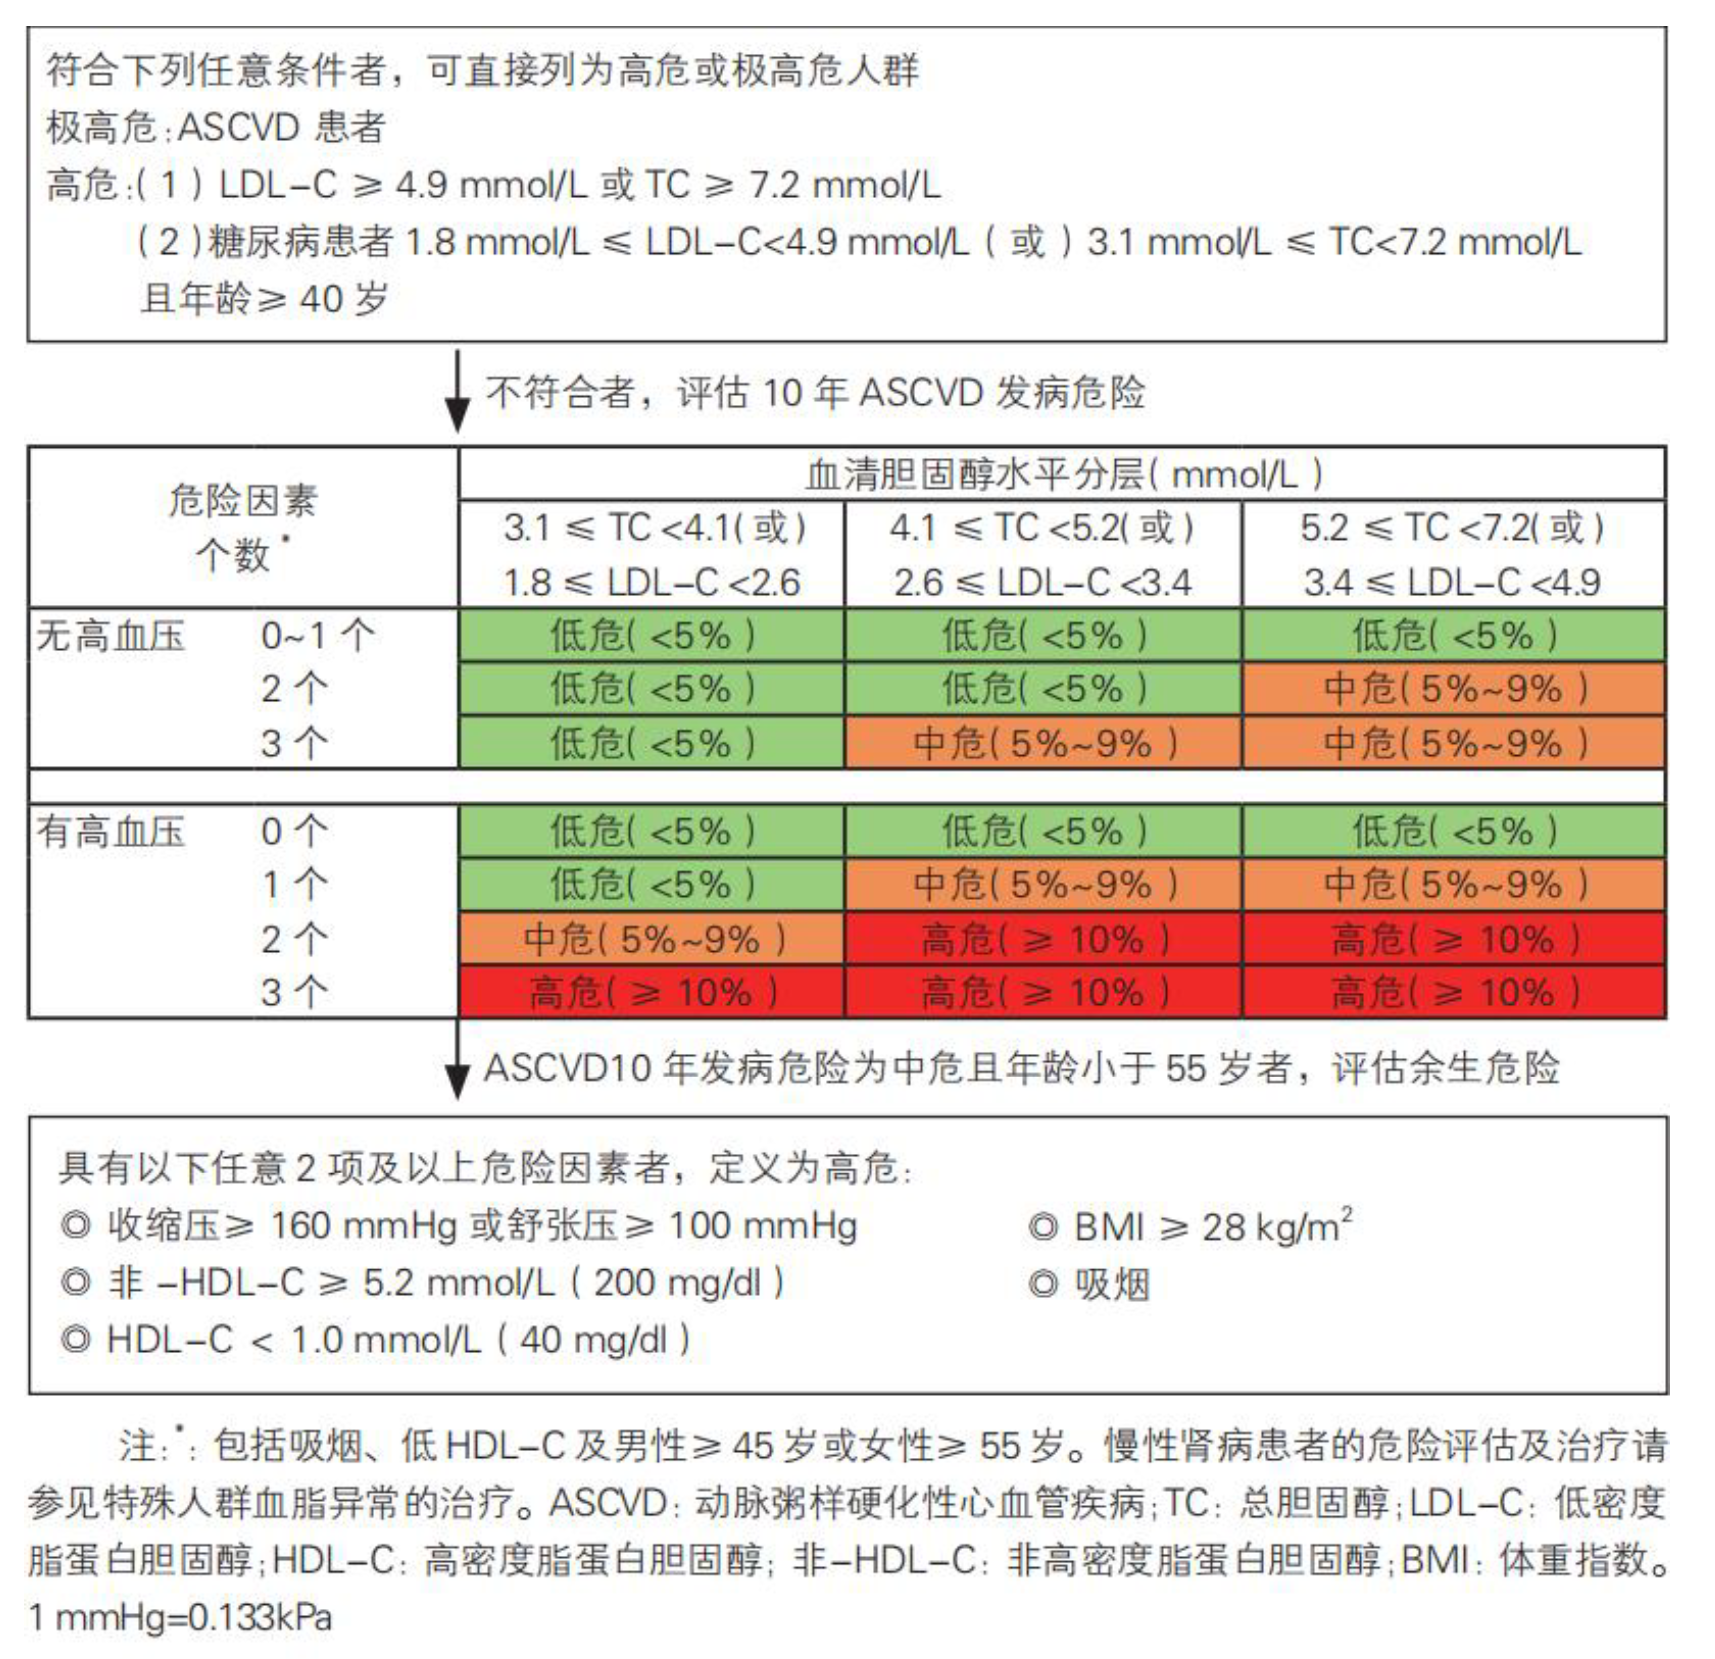 符合下列任意条件者，可直接列为高危或极高危人群
极高危：ASCVD 患者
高危：（1）LDL-C ≥ 4.9 mmol/L 或 TC ≥ 7.2 mmol/L
（2）糖尿病患者 1.8 mmol/L ≤ LDL-C<4.9 mmol/L（或）3.1 mmol/L ≤ TC<7.2 mmol/L
且年龄≥ 40 岁
不符合者，评估 10 年 ASCVD 发病危险
危险因素
个数*
血清胆固醇水平分层（mmol/L）
3.1 ≤ TC <4.1（或） 4.1 ≤ TC <5.2（或） 5.2 ≤ TC <7.2（或）
1.8 ≤ LDL-C <2.6 2.6 ≤ LDL-C <3.4 3.4 ≤ LDL-C <4.9
无高血压 0~1 个 低危（<5%） 低危（<5%） 低危（<5%）
2 个 低危（<5%） 低危（<5%） 中危（5%~9%）
3 个 低危（<5%） 中危（5%~9%） 中危（5%~9%）
有高血压 0 个 低危（<5%） 低危（<5%） 低危（<5%）
1 个 低危（<5%） 中危（5%~9%） 中危（5%~9%）
2 个 中危（5%~9%） 高危（≥ 10%） 高危（≥ 10%）
3 个 高危（≥ 10%） 高危（≥ 10%） 高危（≥ 10%）
ASCVD10 年发病危险为中危且年龄小于 55 岁者，评估余生危险
具有以下任意 2 项及以上危险因素者，定义为高危：
◎ 收缩压≥ 160 mmHg 或舒张压≥ 100 mmHg ◎ BMI ≥ 28 kg/m²
◎ 非 -HDL-C ≥ 5.2 mmol/L（200 mg/dl） ◎ 吸烟
◎ HDL-C < 1.0 mmol/L（40 mg/dl）
注：*：包括吸烟、低 HDL-C 及男性≥ 45 岁或女性≥ 55 岁。慢性肾病患者的危险评估及治疗请
参见特殊人群血脂异常的治疗。ASCVD：动脉粥样硬化性心血管疾病；TC：总胆固醇；LDL-C：低密度
脂蛋白胆固醇；HDL-C：高密度脂蛋白胆固醇；非-HDL-C：非高密度脂蛋白胆固醇；BMI：体重指数。
1 mmHg=0.133kPa